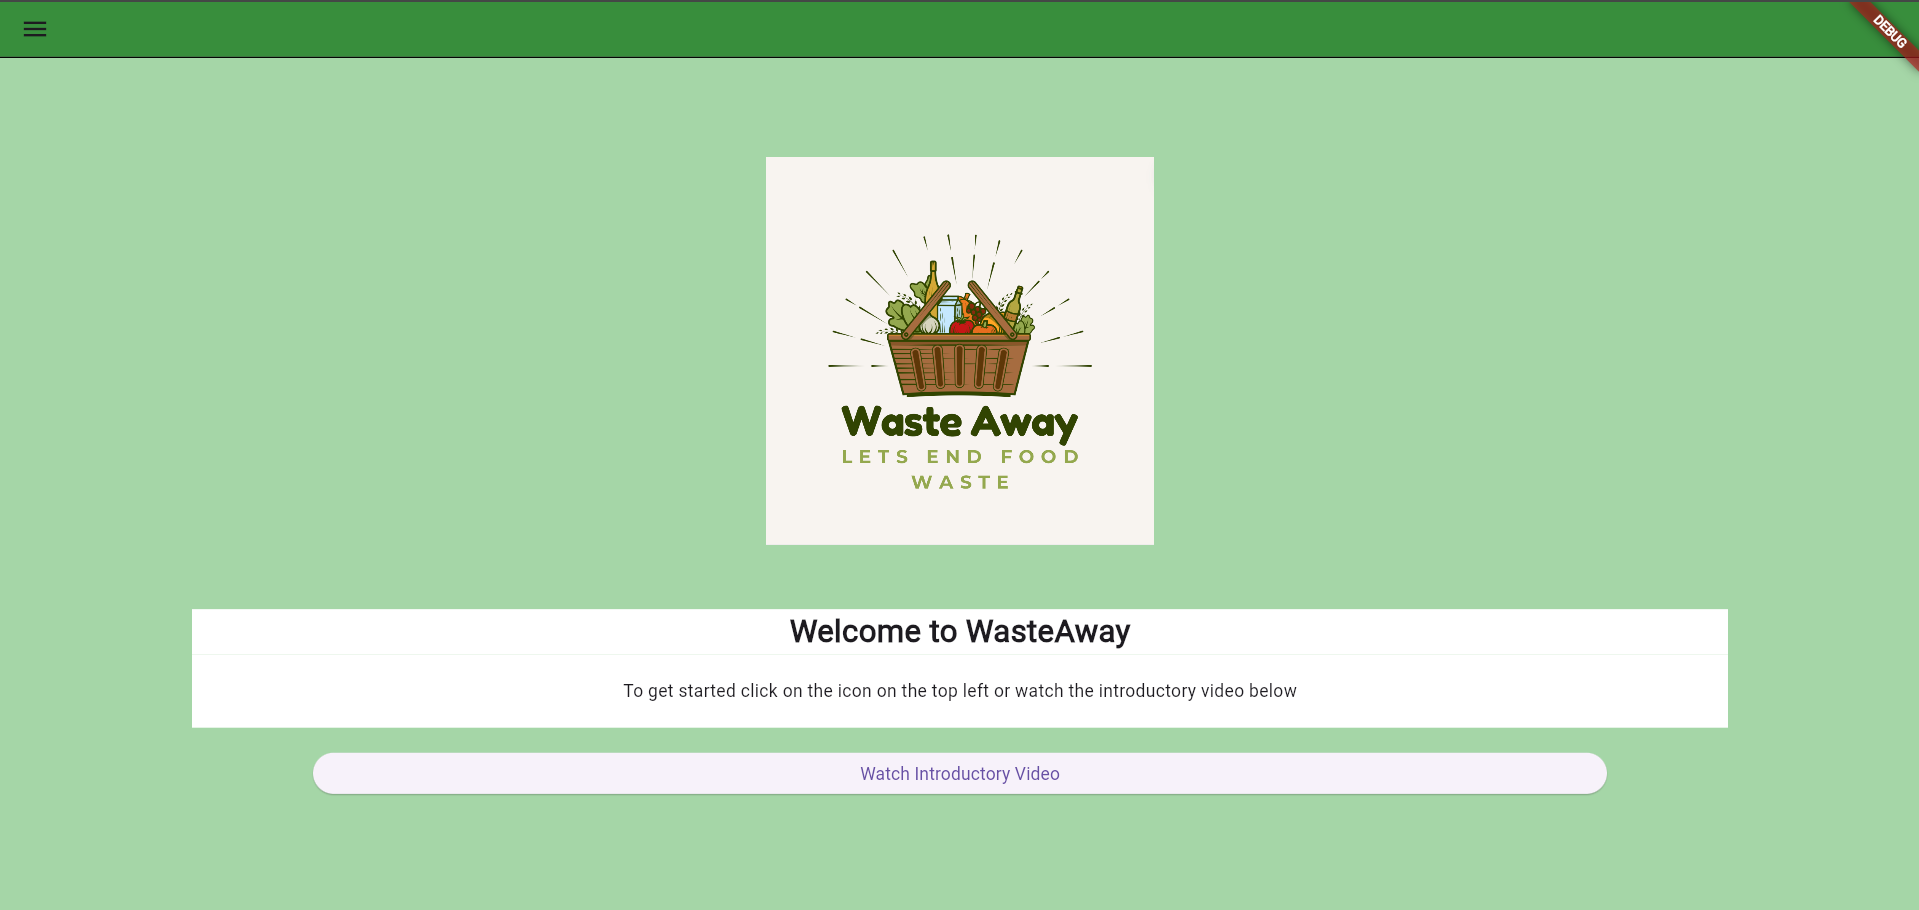 DEBUG
Waste Away
LETS END FOOD
WASTE
Welcome to WasteAway
To get started click on the icon on the top left or watch the introductory video below
Watch Introductory Video